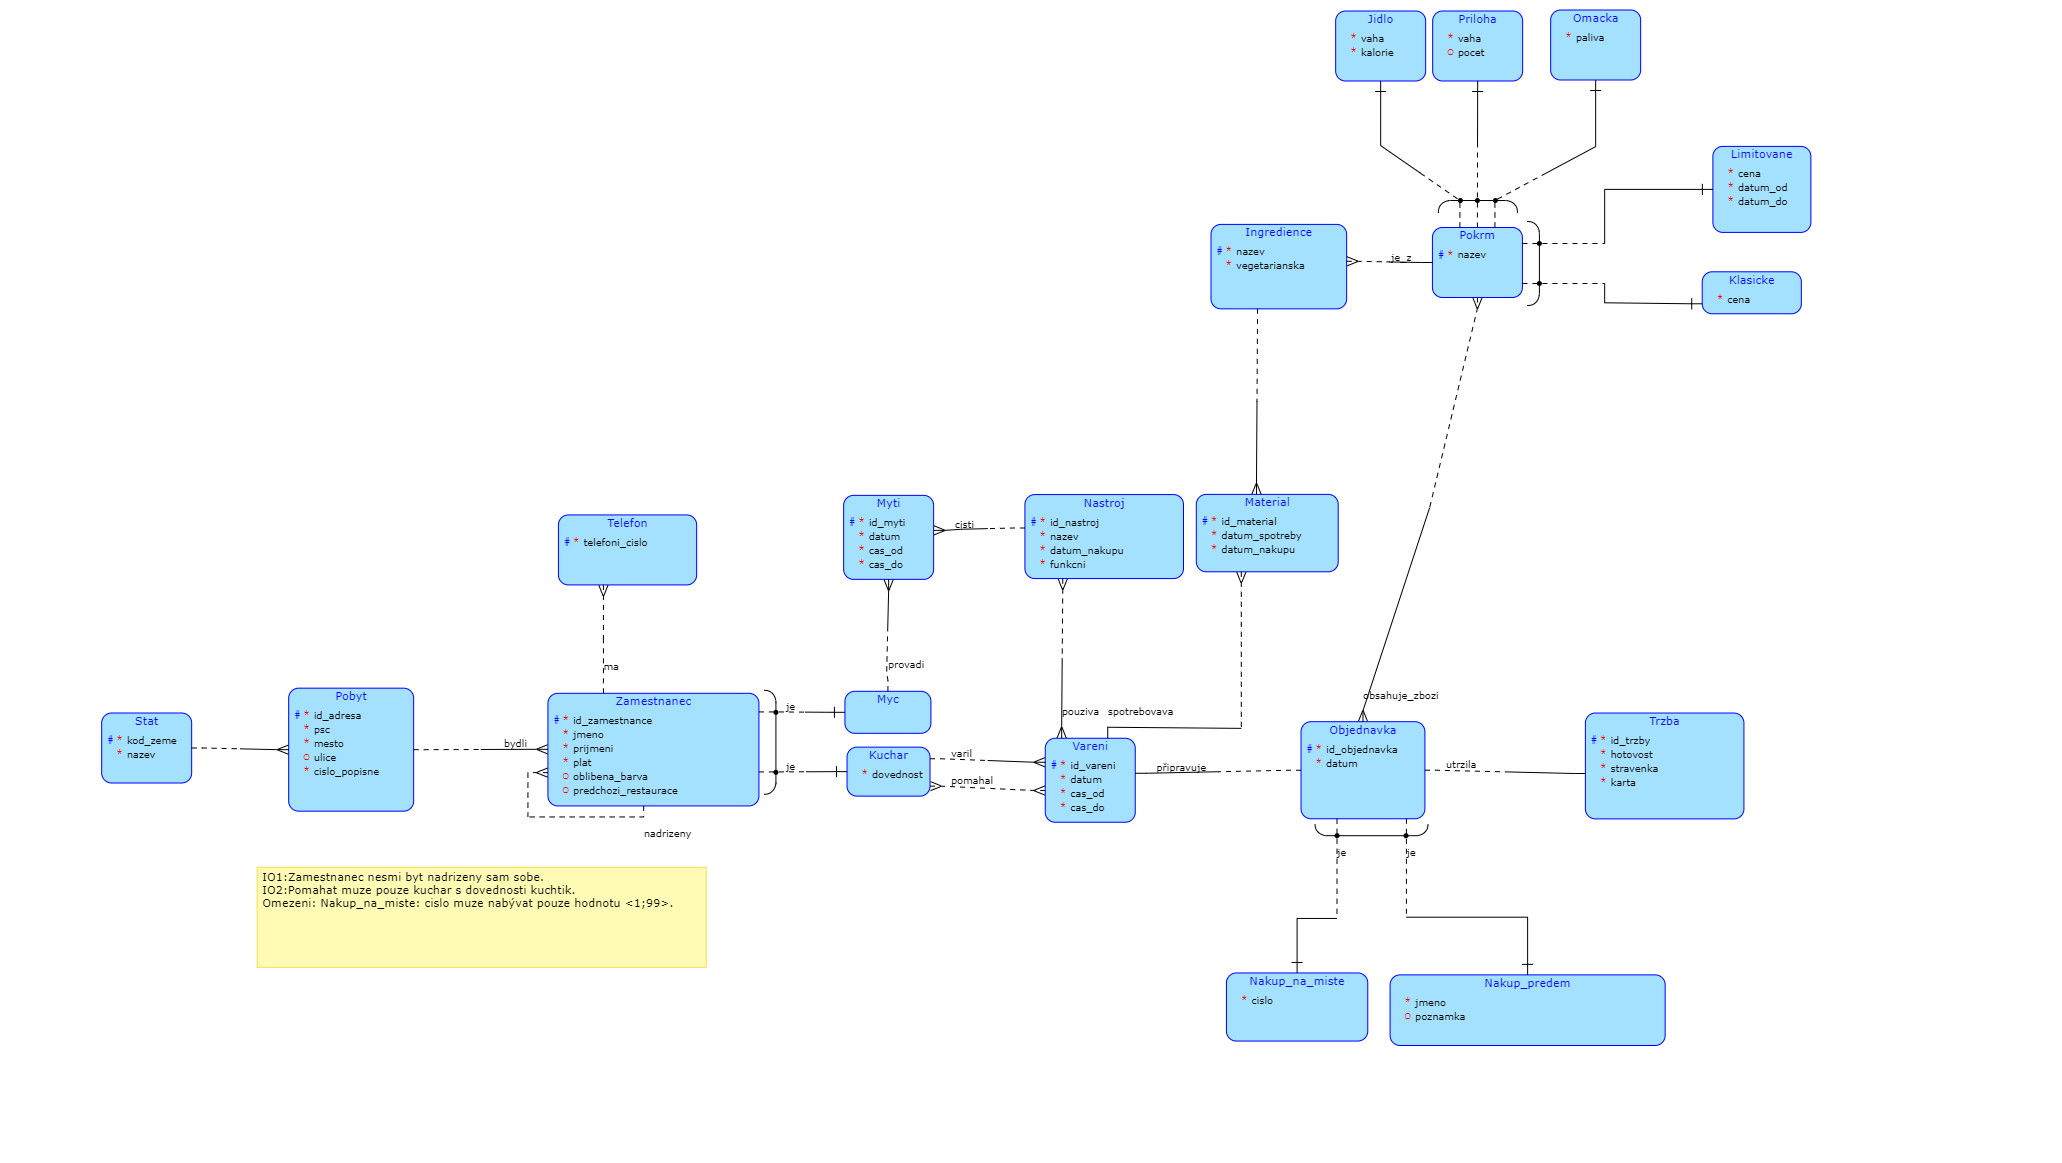 Jidlo
* vaha
* kalorie
Priloha
* vaha
o pocet
Omacka
* paliva
Limitovane
* cena
* datum_od
* datum_do
Ingredience
# * nazev
* vegetarianska
je_z
Pokrm
# * nazev
Klasicke
* cena
Telefon
# * telefoni_cislo
Myti
# * id_myti
* datum
* cas_od
* cas_do
cisti
Nastroj
# * id_nastroj
* nazev
* datum_nakupu
* funkcni
Material
# * id_material
* datum_spotreby
* datum_nakupu
ma
provadi
obsahuje_zbozi
pouziva
spotrebovava
Stat
# * kod_zeme
* nazev
Pobyt
# * id_adresa
* psc
* mesto
o ulice
* cislo_popisne
bydli
Zamestnanec
# * id_zamestnance
* jmeno
* prijmeni
* plat
o oblibena_barva
o predchozi_restaurace
nadrizeny
je
je
Myc
Kuchar
* dovednost
varil
pomahal
Vareni
# * id_vareni
* datum
* cas_od
* cas_do
připravuje
Objednavka
# * id_objednavka
* datum
utrzila
Trzba
# * id_trzby
* hotovost
* stravenka
* karta
je
je
IO1:Zamestnanec nesmi byt nadrizeny sam sobe.
IO2:Pomahat muze pouze kuchar s dovednosti kuchtik.
Omezeni: Nakup_na_miste: cislo muze nabývat pouze hodnotu <1;99>.
Nakup_na_miste
* cislo
Nakup_predem
* jmeno
o poznamka